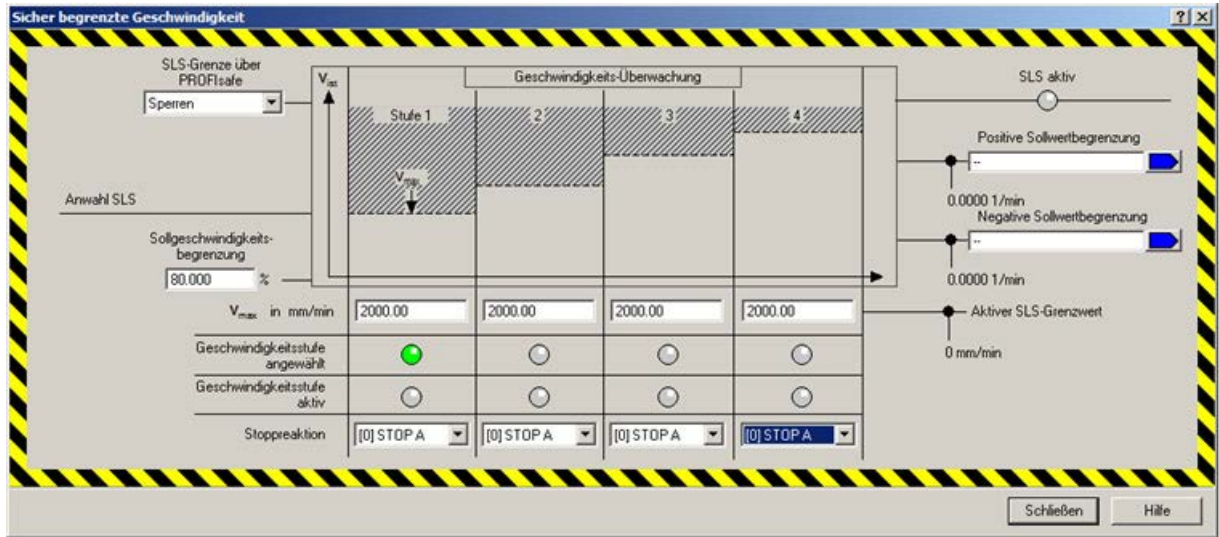 Sicher begrenzte Geschwindigkeit
SLS-Grenze über
PROFIsafe
Sperren
Vist
Geschwindigkeits-Überwachung
Stufe 1
2
3
4
Vmax
SLS aktiv
Positive Sollwertbegrenzung
--
0.0000 1/min
Negative Sollwertbegrenzung
--
0.0000 1/min
Anwahl SLS
Sollgeschwindigkeits-
begrenzung
80.000 %
Vmax in mm/min
2000.00
2000.00
2000.00
2000.00
Aktiver SLS-Grenzwert
0 mm/min
Geschwindigkeitsstufe
angewählt
Geschwindigkeitsstufe
aktiv
Stoppreaktion
[0] STOP A
[0] STOP A
[0] STOP A
[0] STOP A
Schließen
Hilfe